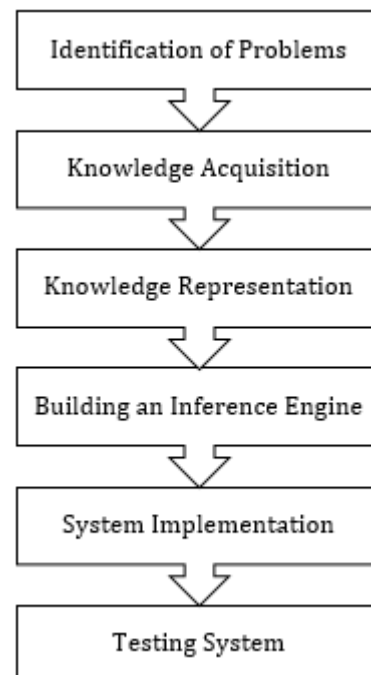 Identification of Problems
Knowledge Acquisition
Knowledge Representation
Building an Inference Engine
System Implementation
Testing System